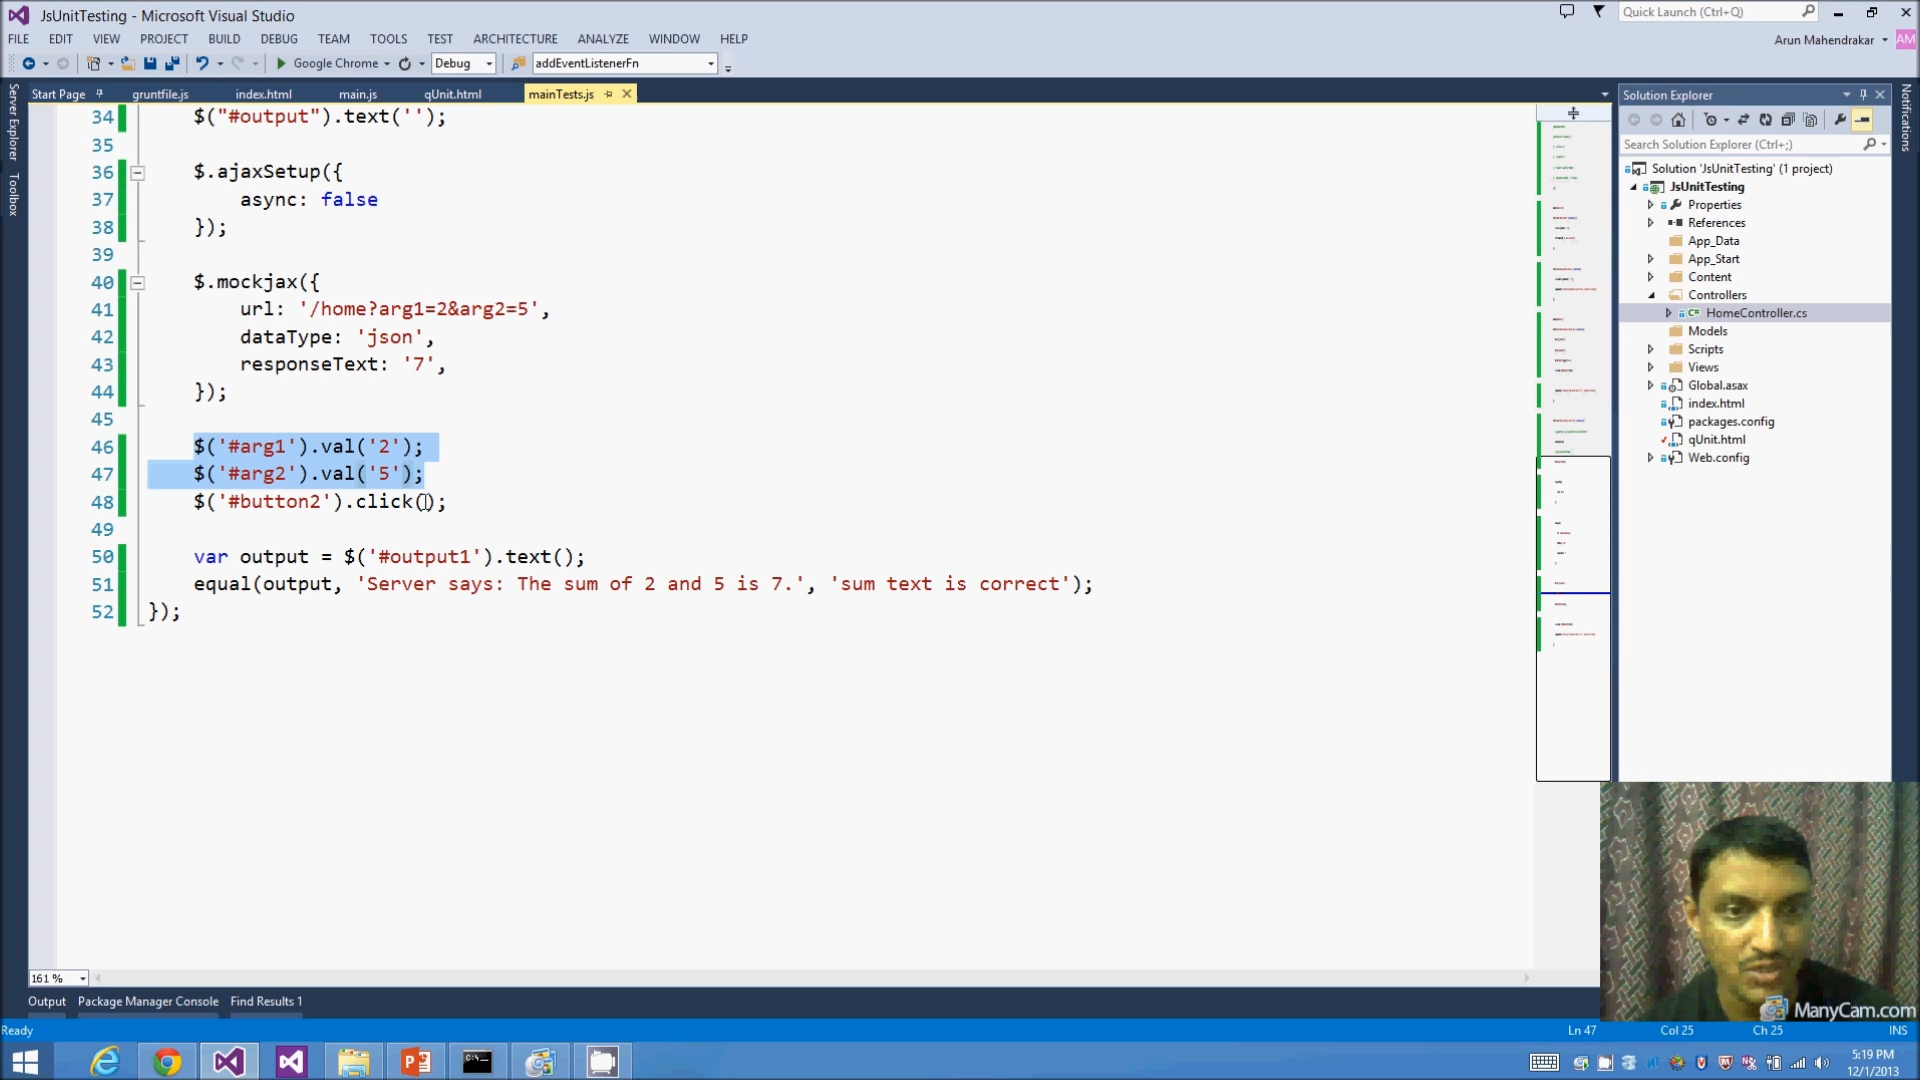 JsUnitTesting - Microsoft Visual Studio
Quick Launch (Ctrl+Q)
FILE EDIT VIEW PROJECT BUILD DEBUG TEAM TOOLS TEST ARCHITECTURE ANALYZE WINDOW HELP
Arun Mahendrakar AM
Google Chrome Debug addEventListenerFn
Server Explorer
Toolbox
Notifications
Start Page gruntfile.js index.html main.js qUnit.html mainTests.js
34 $("#output").text('');
35
36 $.ajaxSetup({
37 async: false
38 });
39
40 $.mockjax({
41 url: '/home?arg1=2&arg2=5',
42 dataType: 'json',
43 responseText: '7',
44 });
45
46 $('#arg1').val('2');
47 $('#arg2').val('5');
48 $('#button2').click();
49
50 var output = $('#output1').text();
51 equal(output, 'Server says: The sum of 2 and 5 is 7.', 'sum text is correct');
52 });
Solution Explorer
Search Solution Explorer (Ctrl+;)
Solution 'JsUnitTesting' (1 project)
JsUnitTesting
Properties
References
App_Data
App_Start
Content
Controllers
HomeController.cs
Models
Scripts
Views
Global.asax
index.html
packages.config
qUnit.html
Web.config
161 %
Output Package Manager Console Find Results 1
ManyCam.com
Ready Ln 47 Col 25 Ch 25 INS
5:19 PM
12/1/2013